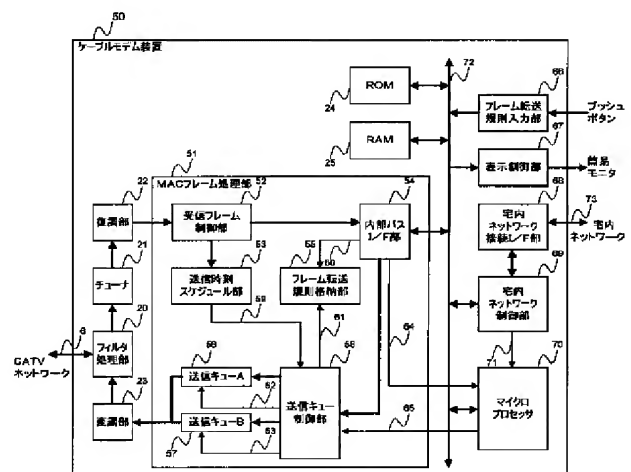 50
ケーブルモデム装置
24
ROM
72
フレーム転送
規則入力部
66
プッシュ
ボタン
25
RAM
表示制御部
67
簡易
モニタ
51
MACフレーム処理部
22
復調部
52
受信フレーム
制御部
54
内部バス
I/F部
68
宅内
ネットワーク
接続I/F部
73
宅内
ネットワーク
21
チューナ
53
送信時刻
スケジュール部
55
60
フレーム転送
規則格納部
69
宅内
ネットワーク
制御部
59
61
64
6
CATV
ネットワーク
20
フィルタ
処理部
56
送信キューA
58
送信キュー
制御部
71
70
マイクロ
プロセッサ
62
23
変調部
送信キューB
57
63
65